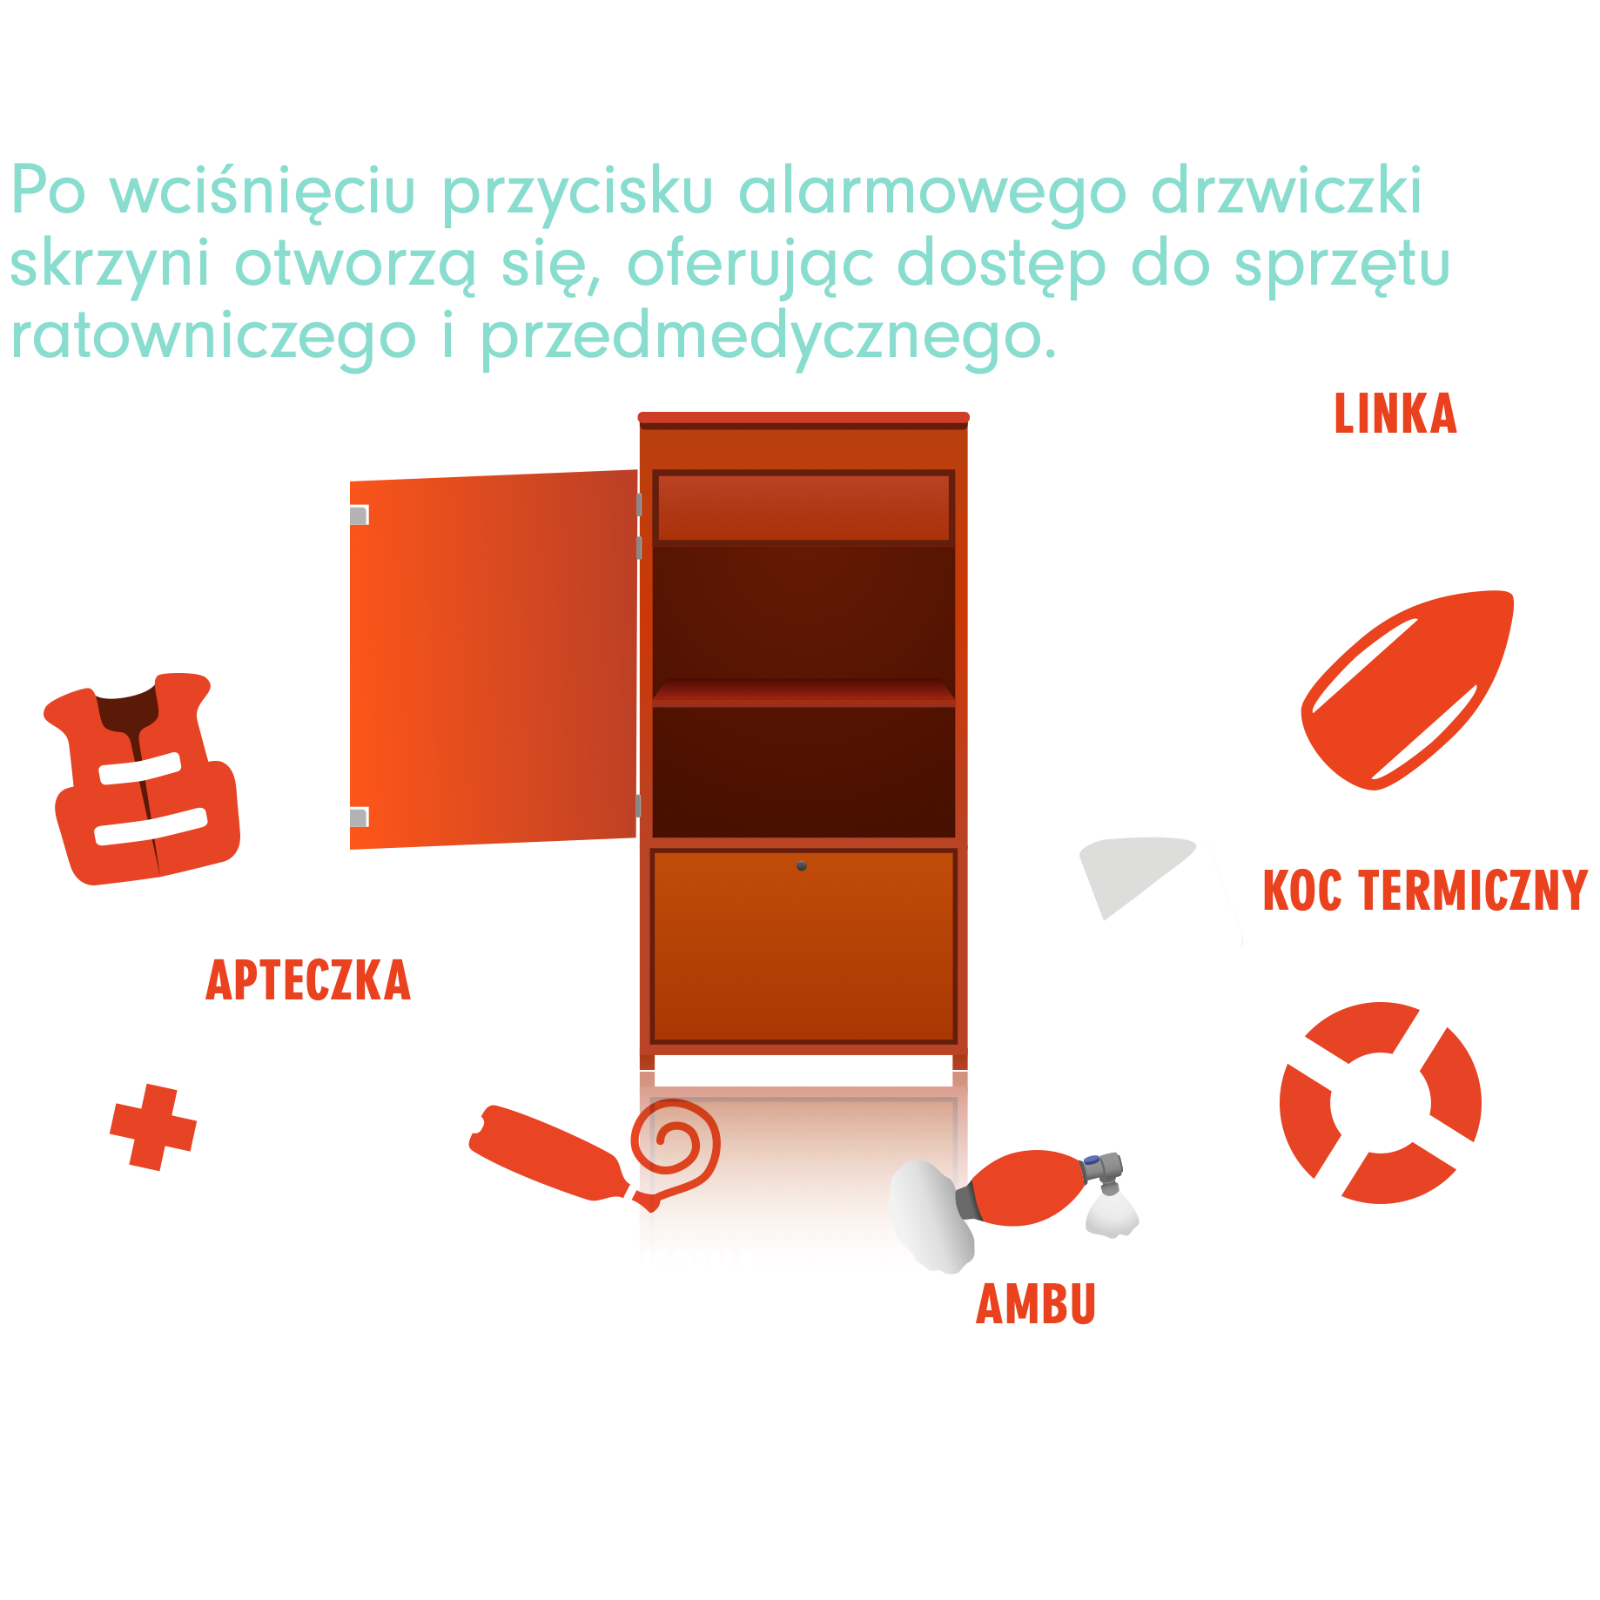 Po wciśnięciu przycisku alarmowego drzwiczki
skrzyni otworzą się, oferując dostęp do sprzętu
ratowniczego i przedmedycznego.
LINKA
KOC TERMICZNY
APTECZKA
AMBU